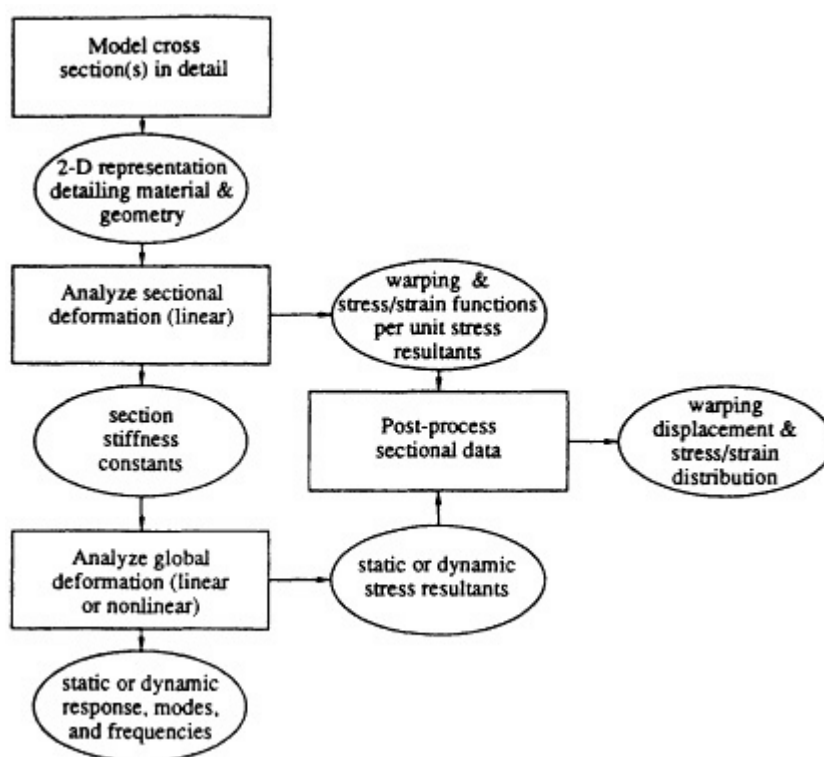 Model cross
section(s) in detail
2-D representation
detailing material &
geometry
Analyze sectional
deformation (linear)
warping &
stress/strain functions
per unit stress
resultants
section
stiffness
constants
Post-process
sectional data
warping
displacement &
stress/strain
distribution
Analyze global
deformation (linear
or nonlinear)
static or dynamic
stress resultants
static or dynamic
response, modes,
and frequencies